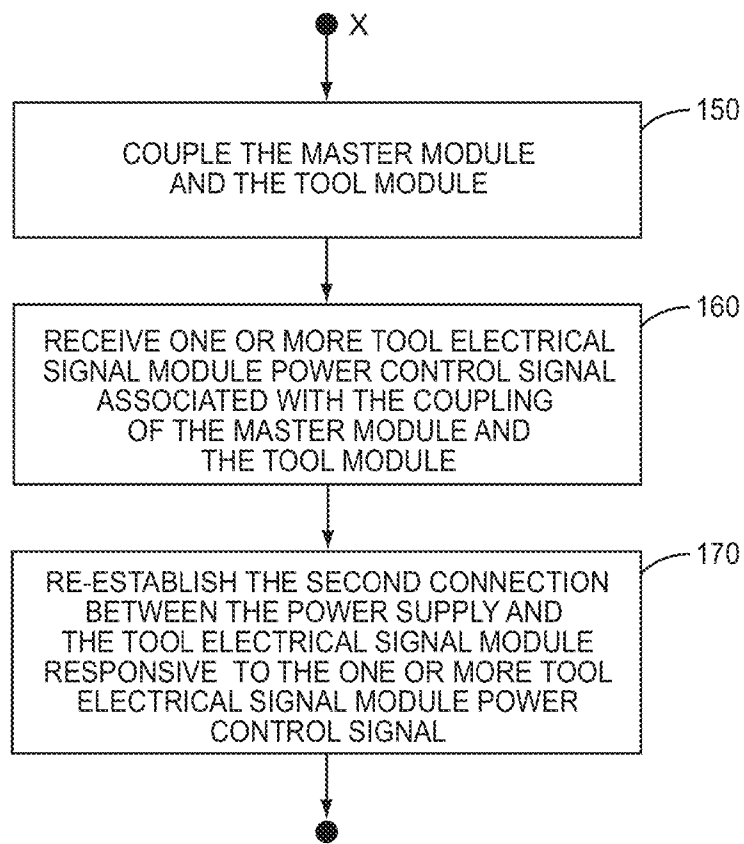 X
150
COUPLE THE MASTER MODULE
AND THE TOOL MODULE
160
RECEIVE ONE OR MORE TOOL ELECTRICAL
SIGNAL MODULE POWER CONTROL SIGNAL
ASSOCIATED WITH THE COUPLING
OF THE MASTER MODULE AND
THE TOOL MODULE
170
RE-ESTABLISH THE SECOND CONNECTION
BETWEEN THE POWER SUPPLY AND
THE TOOL ELECTRICAL SIGNAL MODULE
RESPONSIVE TO THE ONE OR MORE TOOL
ELECTRICAL SIGNAL MODULE POWER
CONTROL SIGNAL